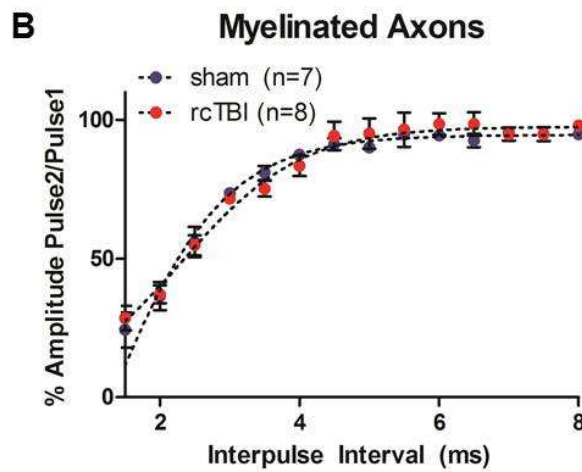 B
Myelinated Axons
sham (n=7)
rcTBI (n=8)
% Amplitude Pulse2/Pulse1
100
50
0
2 4 6 8
Interpulse Interval (ms)